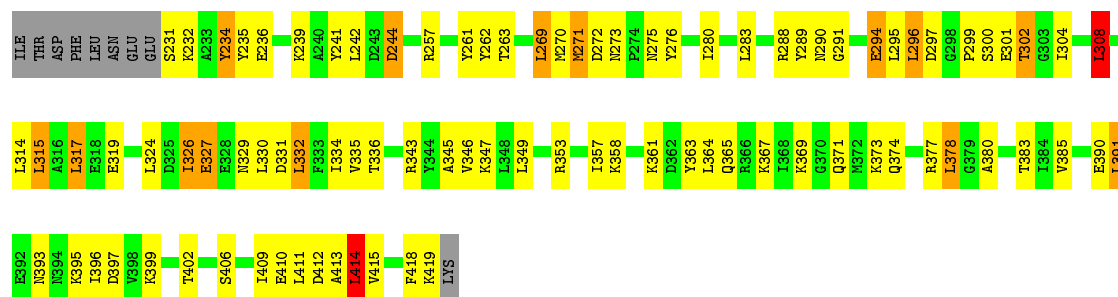 ILE THR ASP PHE LEU ASN GLU GLU S231 K232 A233 Y234 Y235 E236 K239 A240 Y241 L242 D243 D244 R257 Y261 Y262 T263 L269 M270 M271 D272 N273 P274 N275 Y276 I280 L283 R288 Y289 N290 G291 E294 L295 L296 D297 G298 P299 S300 E301 T302 G303 I304 L308
L314 L315 A316 L317 E318 E319 L324 D325 I326 E327 E328 N329 L330 D331 L332 F333 I334 V335 T336 R343 Y344 A345 V346 K347 L348 L349 R353 I357 K358 K361 D362 Y363 L364 Q365 R366 K367 I368 K369 G370 Q371 M372 K373 Q374 R377 L378 G379 A380 T383 I384 V385 E390
E392 N393 N394 K395 I396 D397 V398 K399 T402 S406 I409 E410 L411 D412 A413 L414 V415 F418 K419 LYS